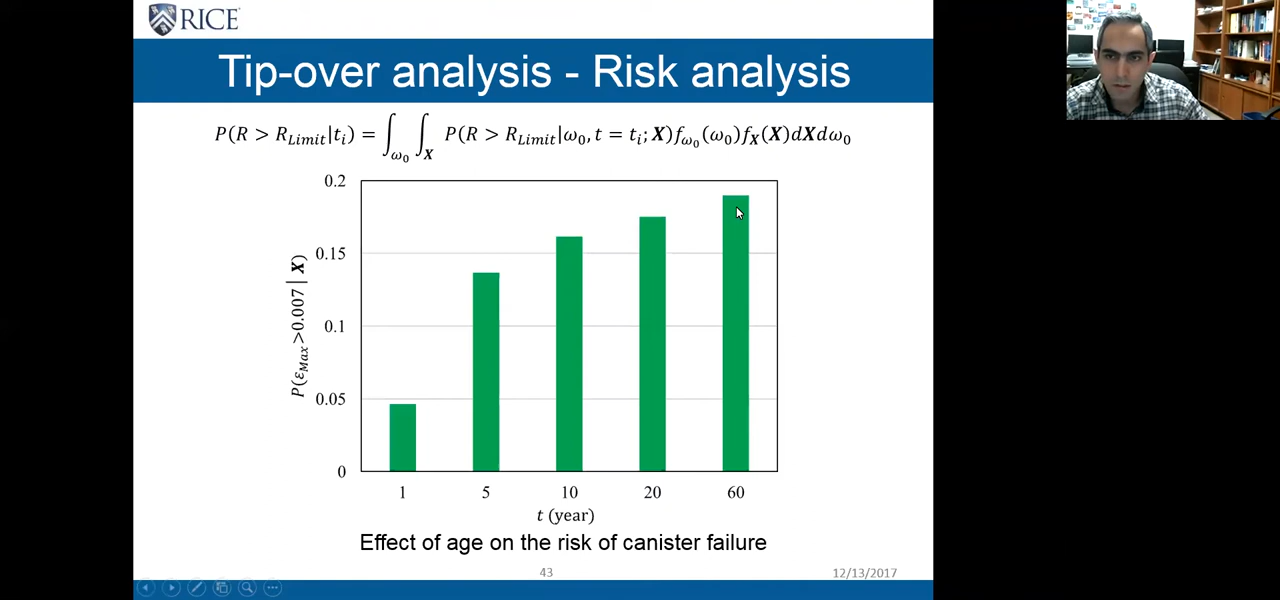 RICE
Tip-over analysis - Risk analysis
P(R > R_Limit|t_i) = ∫_ω₀ ∫_X P(R > R_Limit|ω₀, t = t_i; X)f_ω₀(ω₀)f_X(X)dXdω₀
0.2
0.15
0.1
0.05
0
P(ε_Max>0.007 | X)
1 5 10 20 60
t (year)
Effect of age on the risk of canister failure
43 12/13/2017